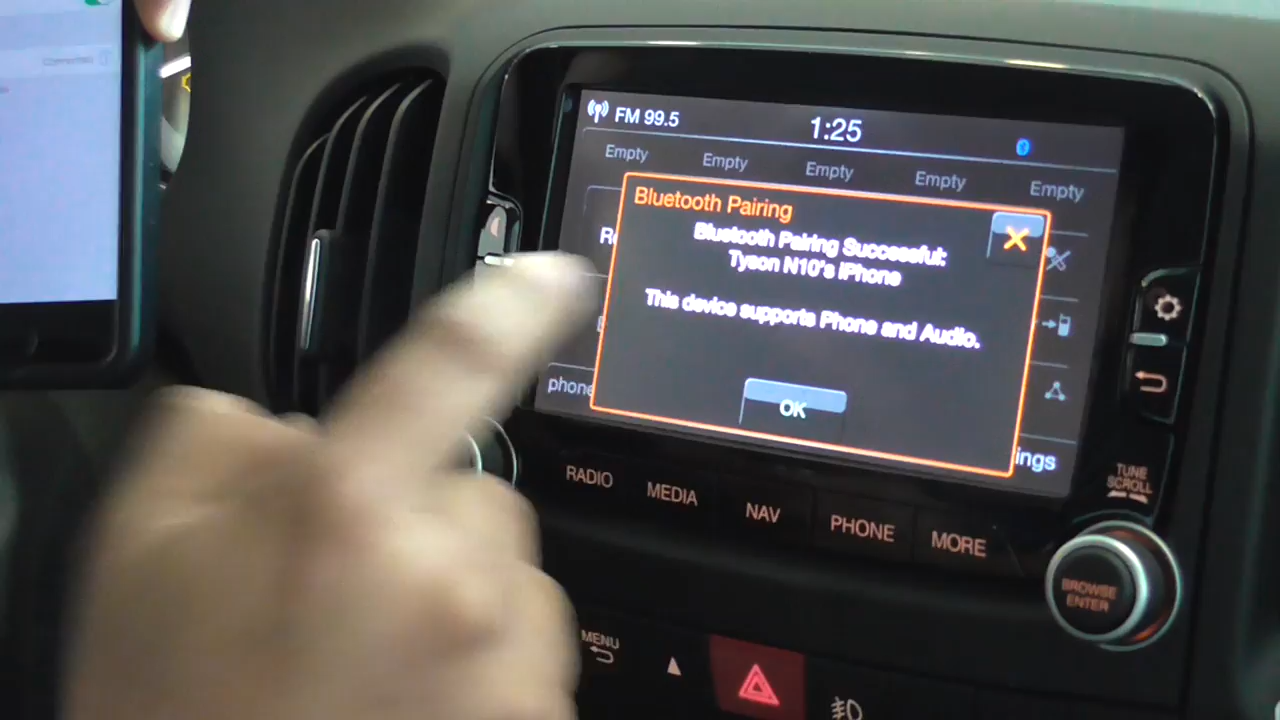 FM 99.5
1:25
Empty
Empty
Empty
Empty
Empty
Bluetooth Pairing
Bluetooth Pairing Successful:
Tyson N10's iPhone
This device supports Phone and Audio.
OK
phone
ings
RADIO
MEDIA
NAV
PHONE
MORE
TUNE
SCROLL
BROWSE
ENTER
MENU